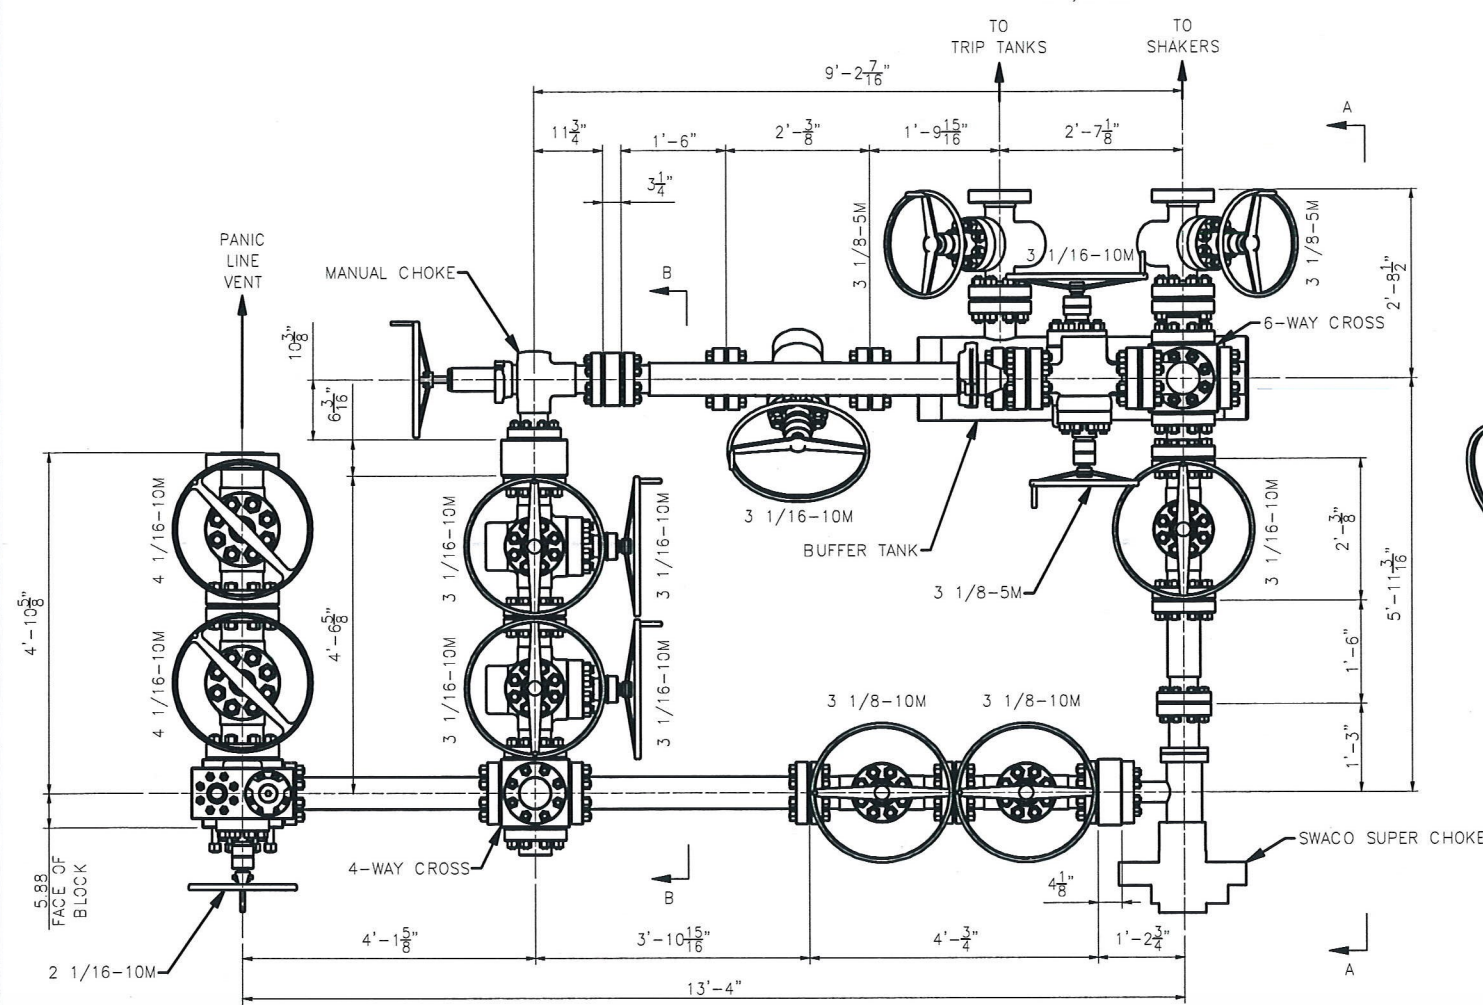 TO
TRIP TANKS
TO
SHAKERS
9'-2 7/16"
A
11 3/4"
1'-6"
2'-3/8"
1'-9 15/16"
2'-7 1/8"
3 1/4"
PANIC
LINE
VENT
MANUAL CHOKE
B
3 1/8-5M
3 1/16-10M
3 1/8-5M
2'-8 1/2"
6-WAY CROSS
10 3/8"
6 3/16"
4 1/16-10M
3 1/16-10M
3 1/16-10M
3 1/16-10M
BUFFER TANK
3 1/8-5M
3 1/16-10M
2'-3/8"
5'-11 3/16"
4'-10 5/8"
4'-6 5/8"
4 1/16-10M
3 1/16-10M
3 1/16-10M
3 1/8-10M
3 1/8-10M
1'-6"
1'-3"
SWACO SUPER CHOKE
4-WAY CROSS
5.88
FACE OF
BLOCK
B
4 1/8"
2 1/16-10M
4'-1 5/8"
3'-10 15/16"
4'-3/4"
1'-2 3/4"
A
13'-4"